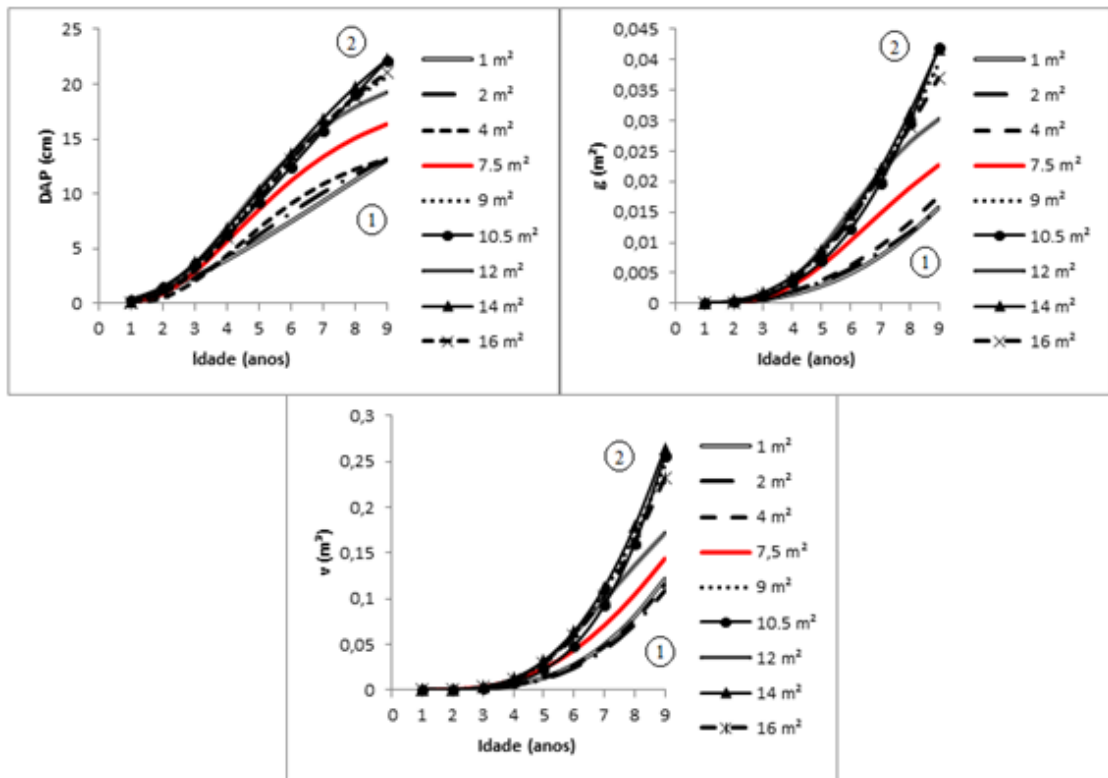 25
20
15
10
5
0
DAP (cm)
0 1 2 3 4 5 6 7 8 9
Idade (anos)
2
1
1 m²
2 m²
4 m²
7.5 m²
9 m²
10.5 m²
12 m²
14 m²
16 m²
0,045
0,04
0,035
0,03
0,025
0,02
0,015
0,01
0,005
0
g (m²)
0 1 2 3 4 5 6 7 8 9
Idade (anos)
2
1
1 m²
2 m²
4 m²
7.5 m²
9 m²
10.5 m²
12 m²
14 m²
16 m²
0,3
0,25
0,2
0,15
0,1
0,05
0
v (m³)
0 1 2 3 4 5 6 7 8 9
Idade (anos)
2
1
1 m²
2 m²
4 m²
7,5 m²
9 m²
10.5 m²
12 m²
14 m²
16 m²